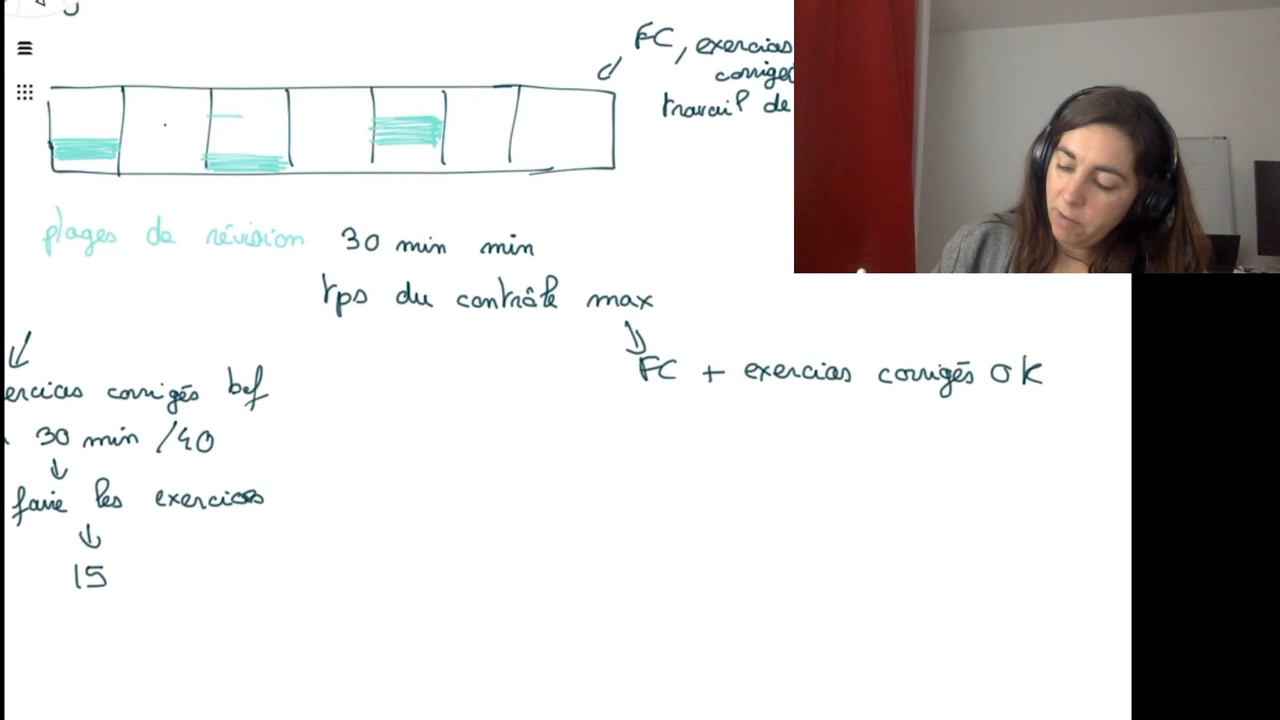 FC, exercices
corrigé
travail de
plages de révision 30 min min
tps du contrôle max
FC + exercices corrigés ok
ercices corrigés bef
30 min /40
faire les exercices
15